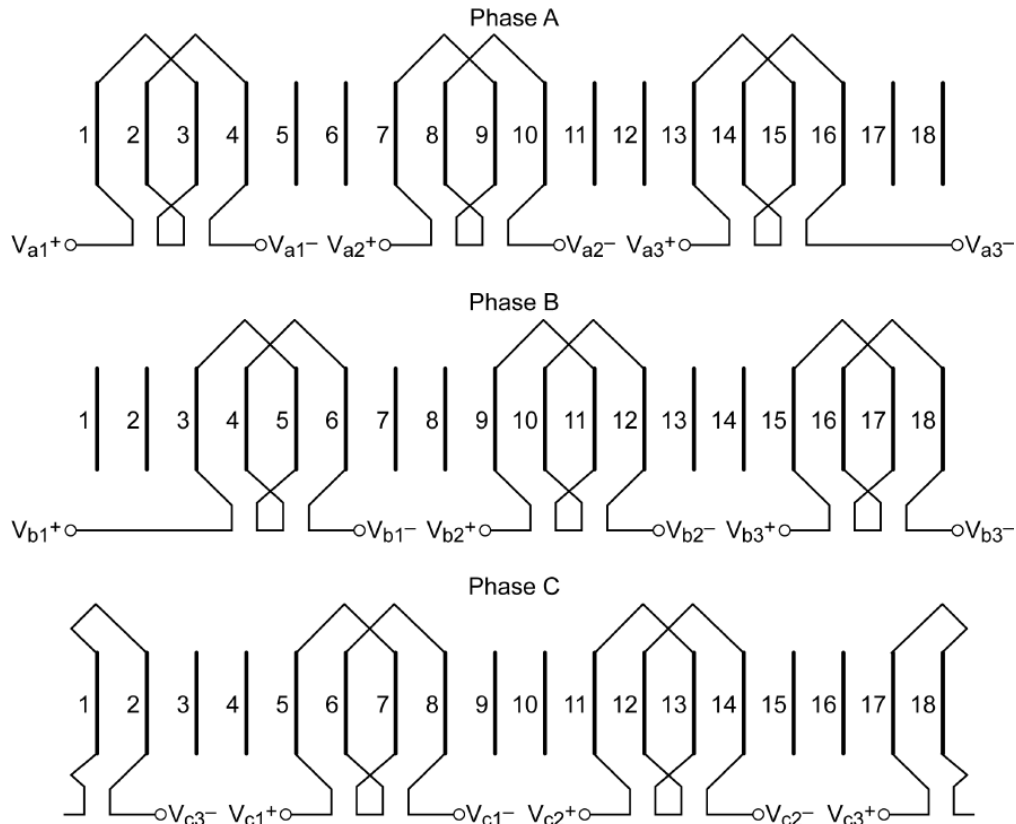 Phase A
1 2 3 4 5 6 7 8 9 10 11 12 13 14 15 16 17 18
Va1+ Va1– Va2+ Va2– Va3+ Va3–
Phase B
1 2 3 4 5 6 7 8 9 10 11 12 13 14 15 16 17 18
Vb1+ Vb1– Vb2+ Vb2– Vb3+ Vb3–
Phase C
1 2 3 4 5 6 7 8 9 10 11 12 13 14 15 16 17 18
Vc3– Vc1+ Vc1– Vc2+ Vc2– Vc3+